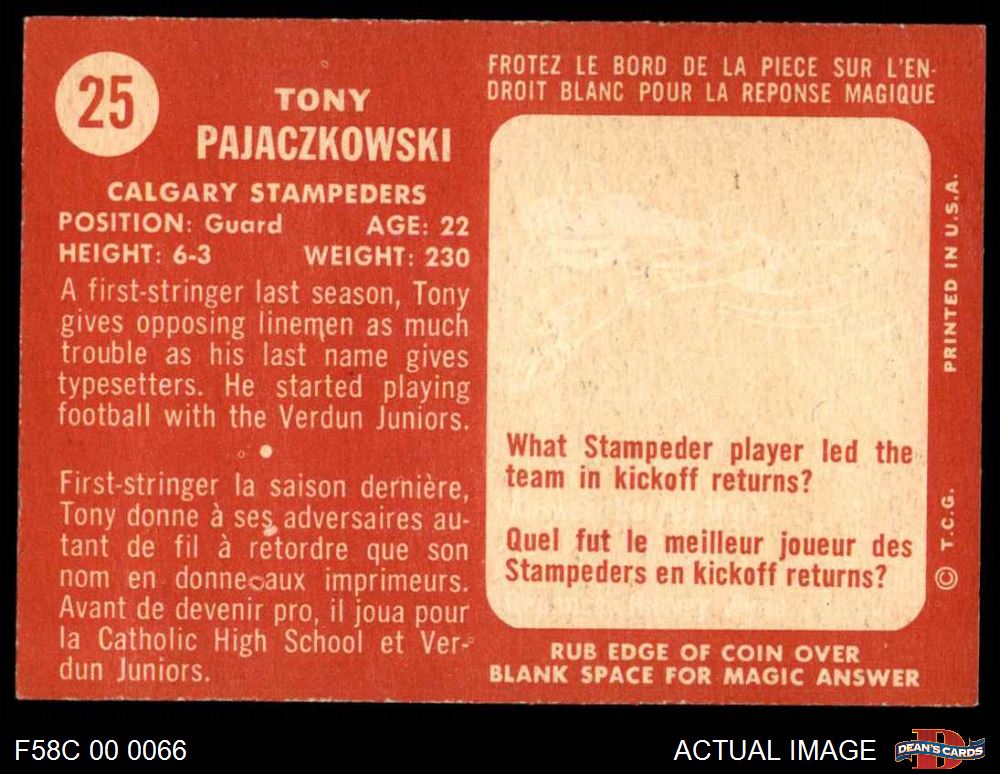 25
TONY
PAJACZKOWSKI
CALGARY STAMPEDERS
POSITION: Guard AGE: 22
HEIGHT: 6-3 WEIGHT: 230
A first-stringer last season, Tony
gives opposing linemen as much
trouble as his last name gives
typesetters. He started playing
football with the Verdun Juniors.
First-stringer la saison dernière,
Tony donne à ses adversaires au-
tant de fil à retordre que son
nom en donne aux imprimeurs.
Avant de devenir pro, il joua pour
la Catholic High School et Ver-
dun Juniors.
FROTEZ LE BORD DE LA PIECE SUR L'EN-
DROIT BLANC POUR LA REPONSE MAGIQUE
What Stampeder player led the
team in kickoff returns?
Quel fut le meilleur joueur des
Stampeders en kickoff returns?
RUB EDGE OF COIN OVER
BLANK SPACE FOR MAGIC ANSWER
© T.C.G. PRINTED IN U.S.A.
F58C 00 0066
ACTUAL IMAGE
DEAN'S CARDS